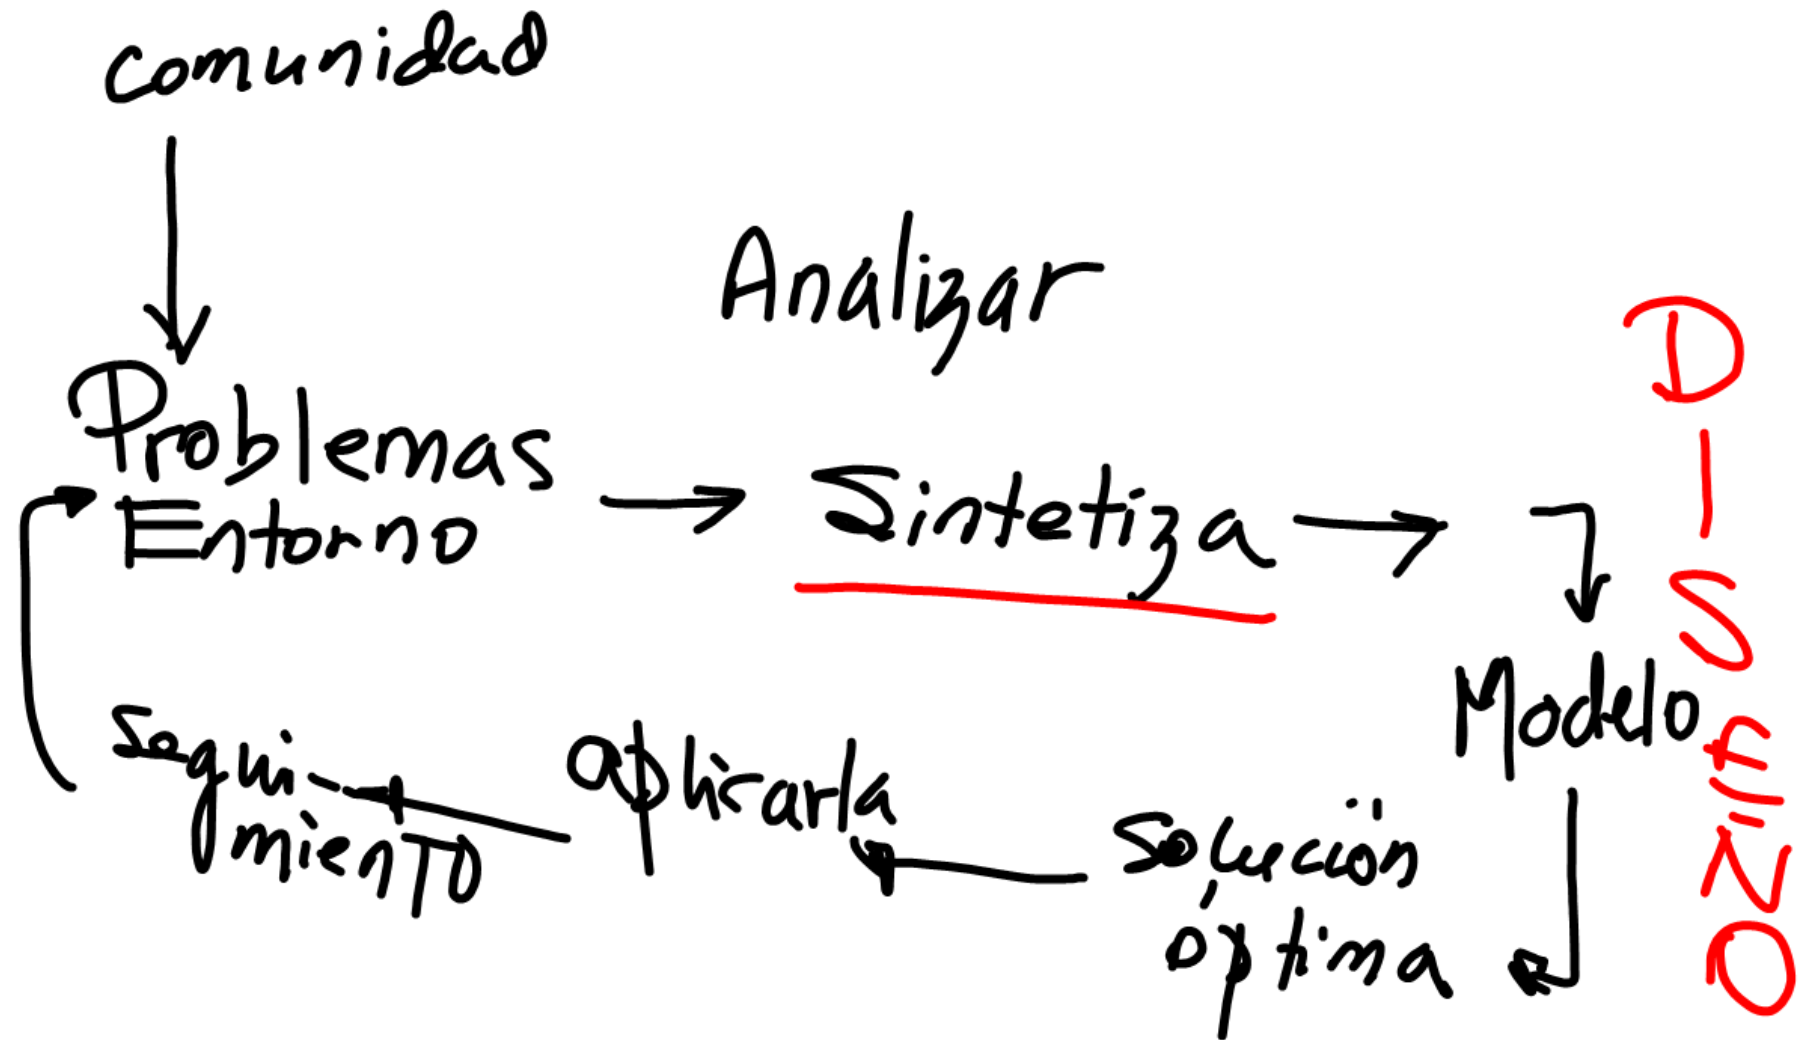 comunidad
Analizar
Problemas
Entorno
Sintetiza
Modelo
Solución
óptima
aplicarla
Segui-
miento
DISEÑO